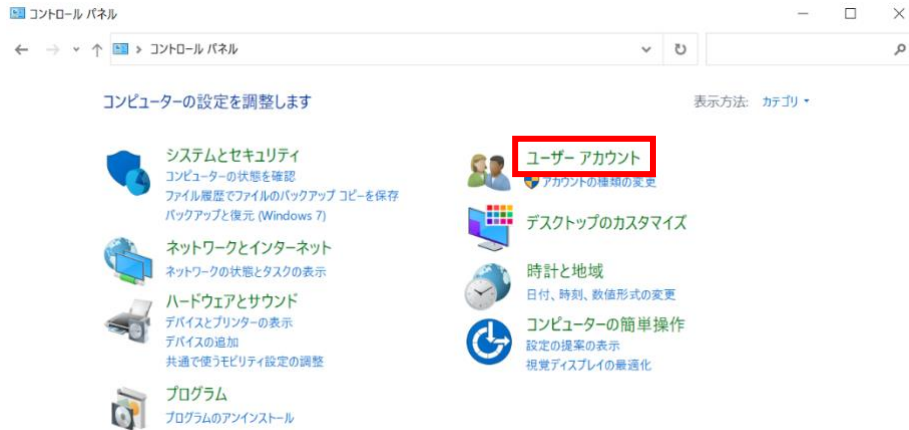 コントロール パネル
コントロール パネル
コンピューターの設定を調整します
表示方法: カテゴリ
システムとセキュリティ
コンピューターの状態を確認
ファイル履歴でファイルのバックアップ コピーを保存
バックアップと復元 (Windows 7)
ネットワークとインターネット
ネットワークの状態とタスクの表示
ハードウェアとサウンド
デバイスとプリンターの表示
デバイスの追加
共通で使うモビリティ設定の調整
プログラム
プログラムのアンインストール
ユーザー アカウント
アカウントの種類の変更
デスクトップのカスタマイズ
時計と地域
日付、時刻、数値形式の変更
コンピューターの簡単操作
設定の提案の表示
視覚ディスプレイの最適化